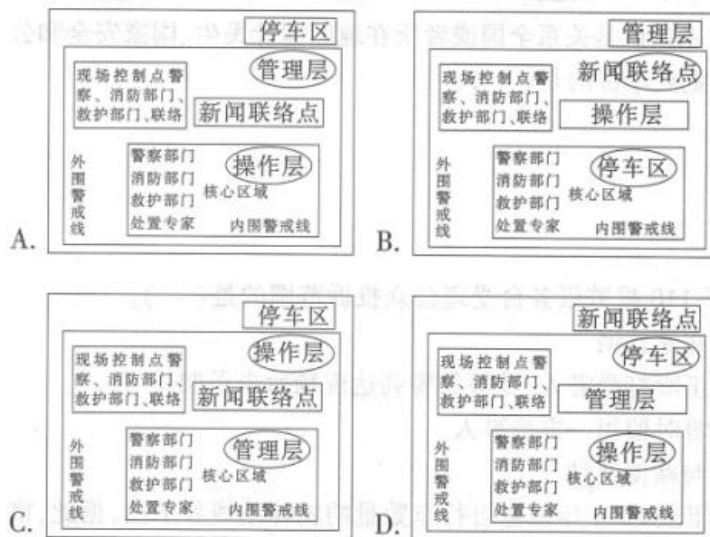 停车区
管理层
现场控制点警
察、消防部门、
救护部门、联络
新闻联络点
外围警戒线
警察部门
消防部门
救护部门
处置专家
操作层
核心区域
内围警戒线
A.
管理层
新闻联络点
现场控制点警
察、消防部门、
救护部门、联络
操作层
外围警戒线
警察部门
消防部门
救护部门
处置专家
停车区
核心区域
内围警戒线
B.
停车区
操作层
现场控制点警
察、消防部门、
救护部门、联络
新闻联络点
外围警戒线
警察部门
消防部门
救护部门
处置专家
管理层
核心区域
内围警戒线
C.
新闻联络点
停车区
现场控制点警
察、消防部门、
救护部门、联络
管理层
外围警戒线
警察部门
消防部门
救护部门
处置专家
操作层
核心区域
内围警戒线
D.